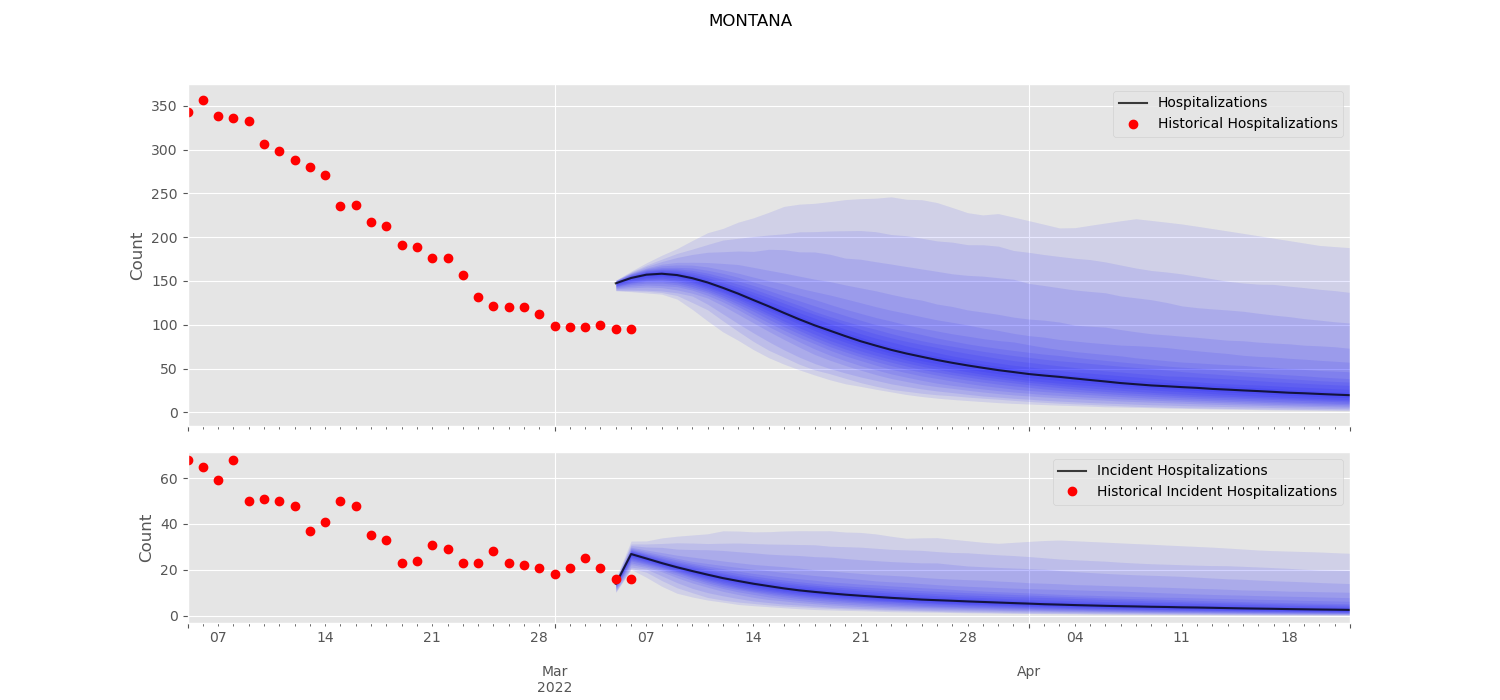 MONTANA
350
300
250
200
150
100
50
0
Count
Hospitalizations
Historical Hospitalizations
60
40
20
0
Count
Incident Hospitalizations
Historical Incident Hospitalizations
07 14 21 28 07 14 21 28 04 11 18
Mar Apr
2022